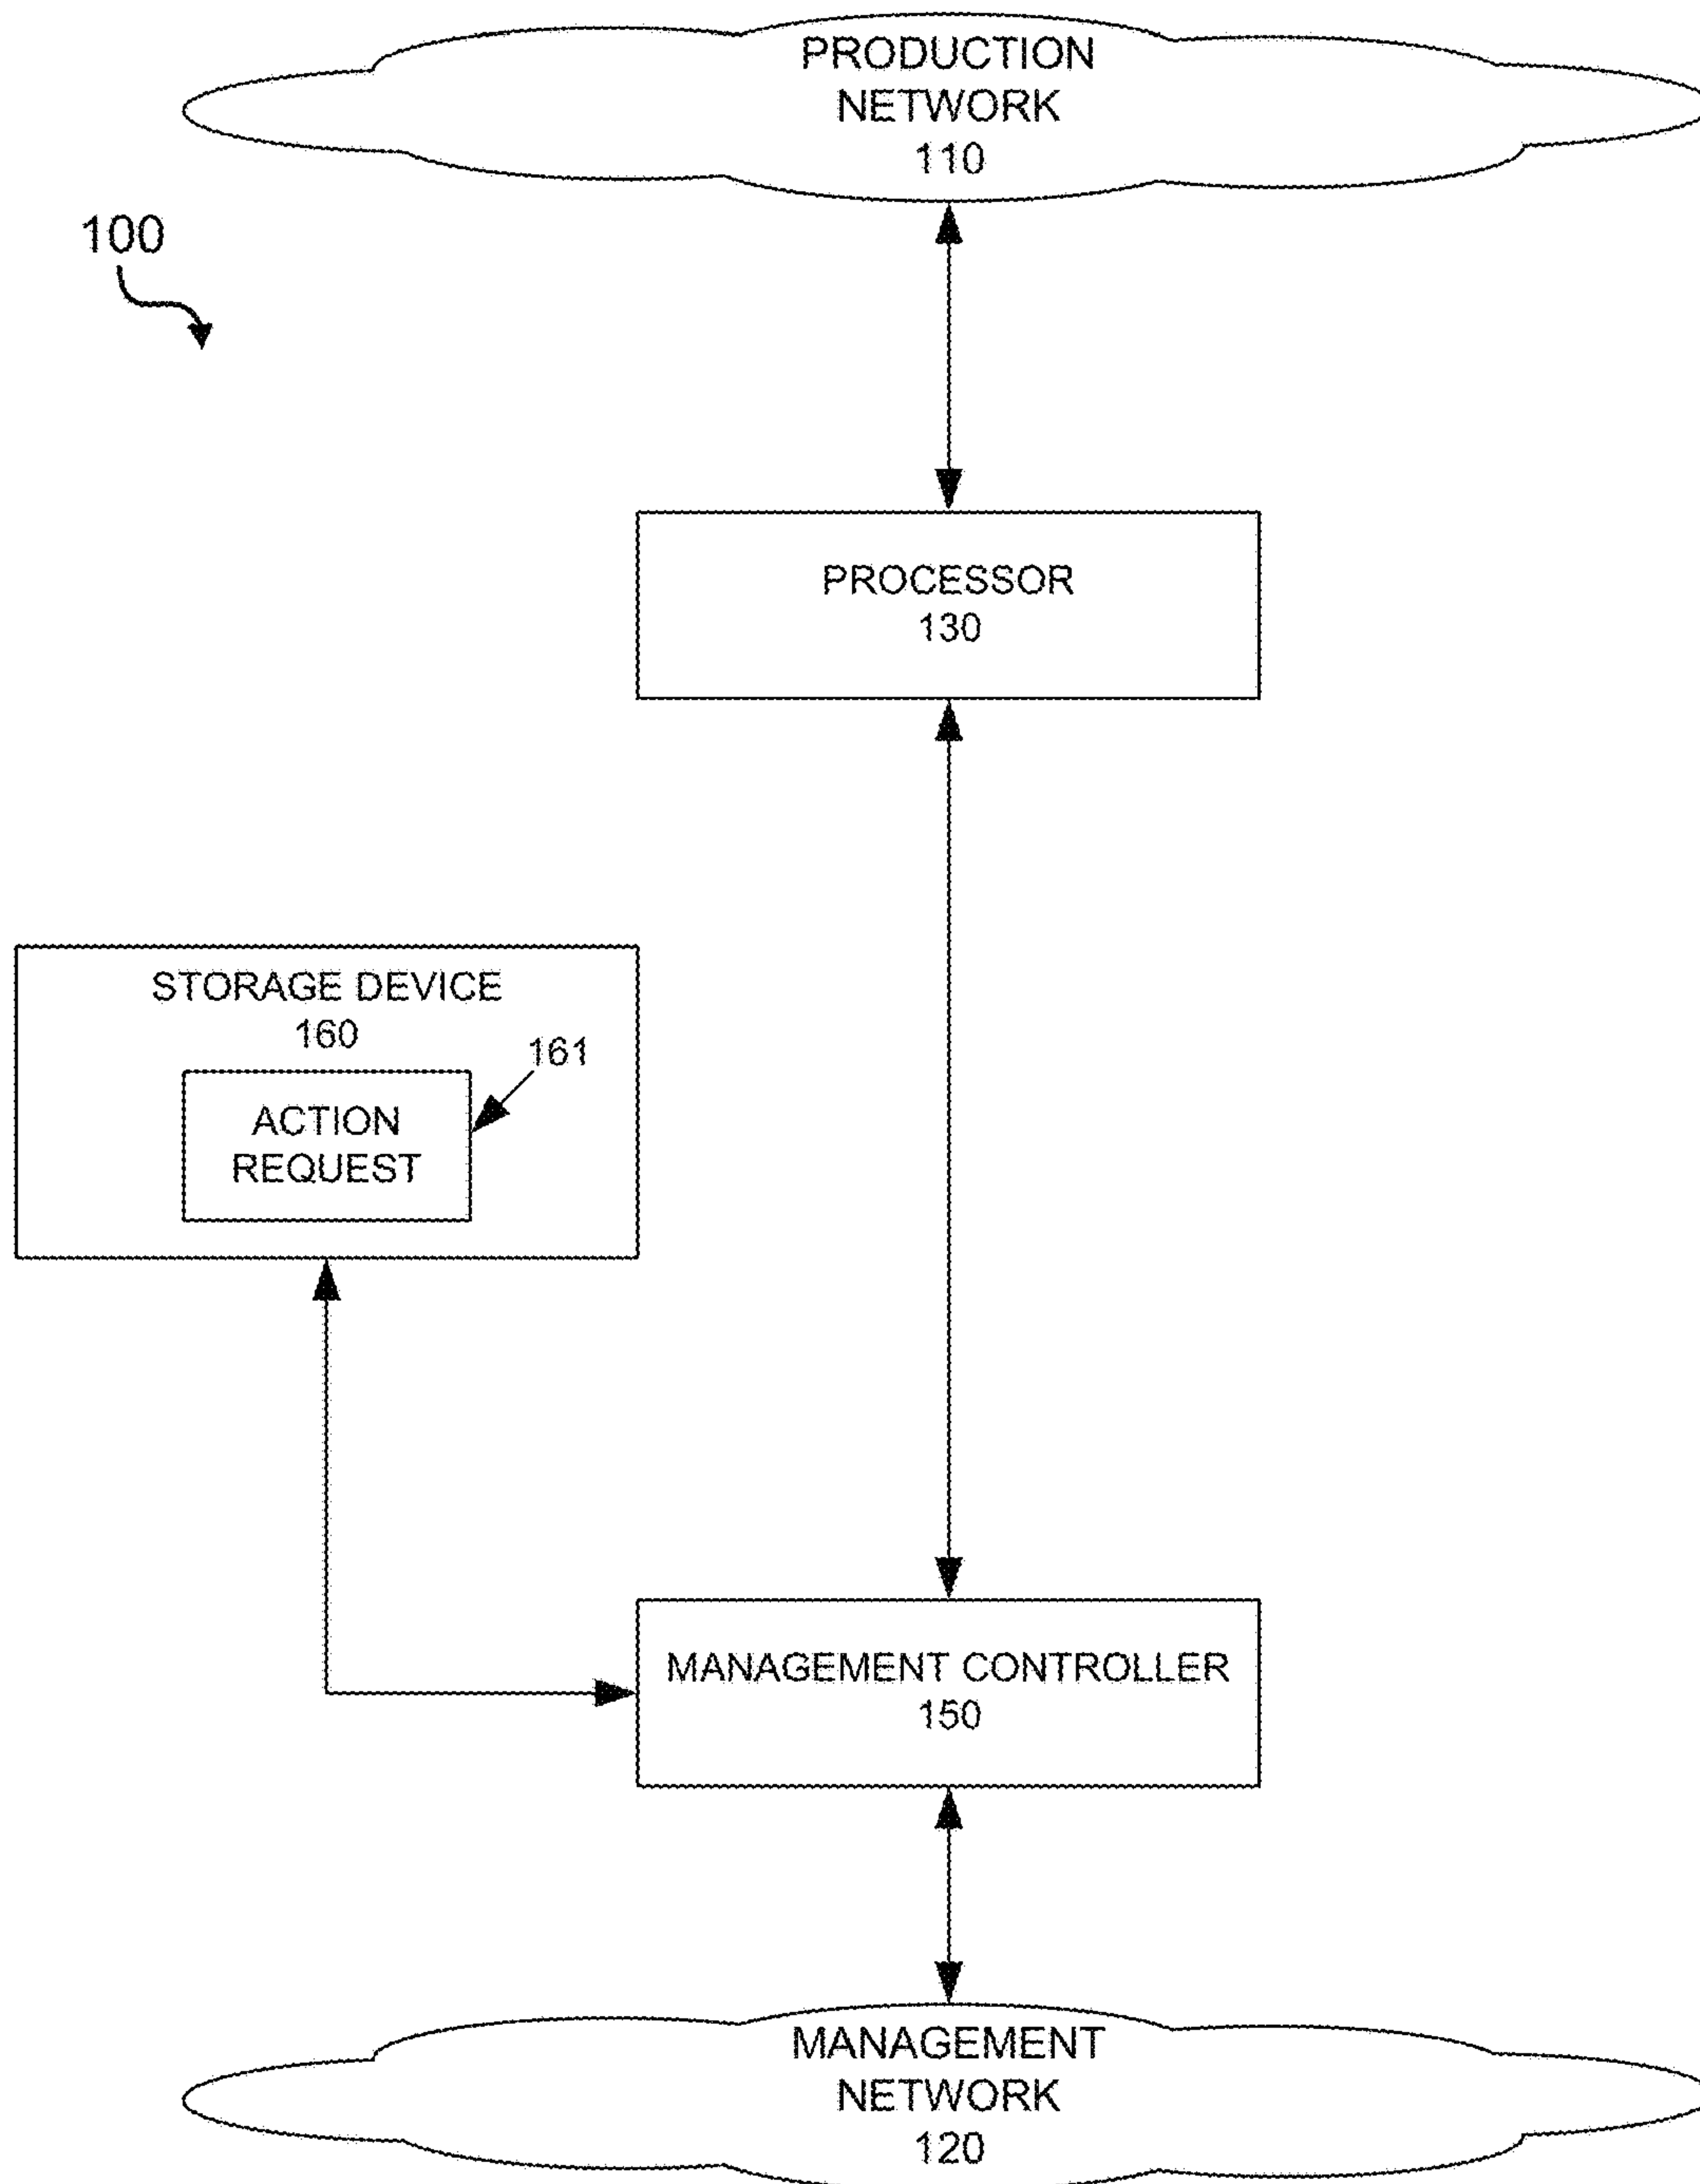 PRODUCTION
NETWORK
110
100
PROCESSOR
130
STORAGE DEVICE
160
161
ACTION
REQUEST
MANAGEMENT CONTROLLER
150
MANAGEMENT
NETWORK
120